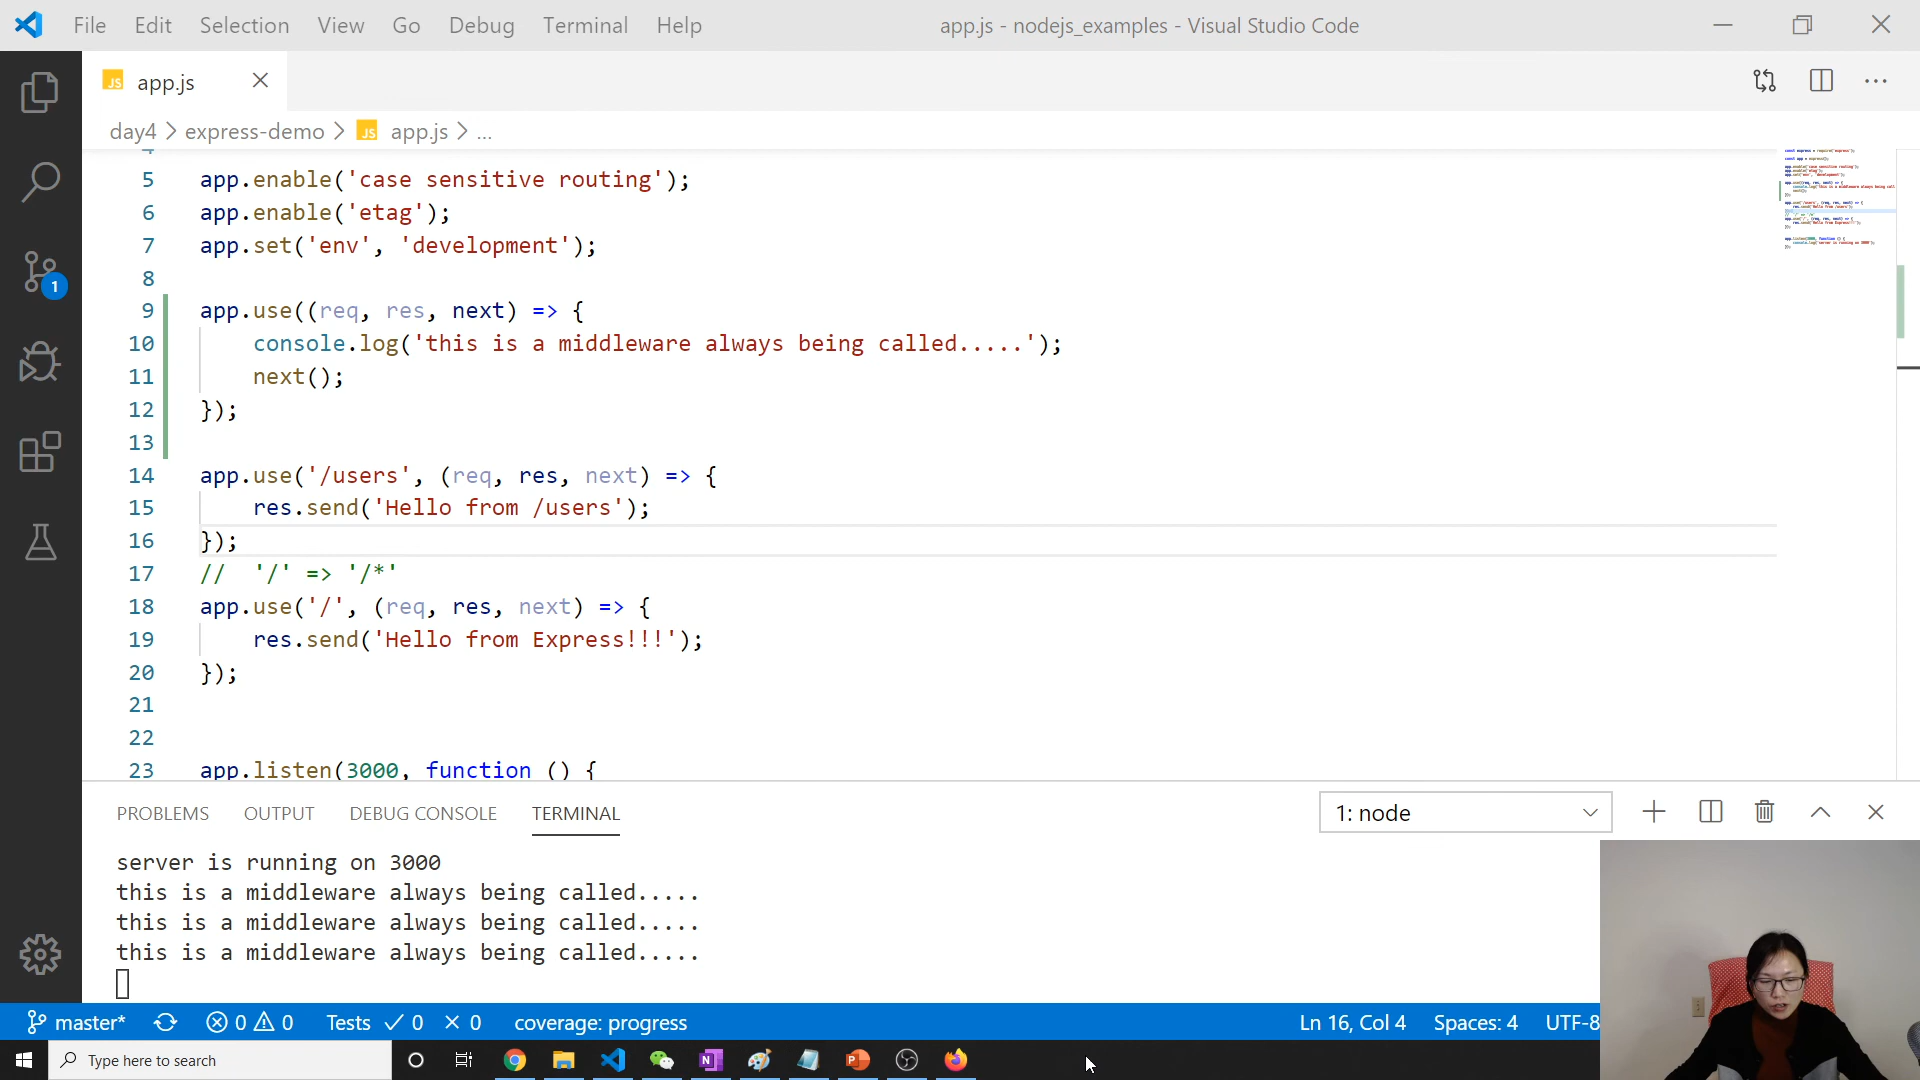 File Edit Selection View Go Debug Terminal Help app.js - nodejs_examples - Visual Studio Code
JS app.js
day4 > express-demo > JS app.js > ...
4
5 app.enable('case sensitive routing');
6 app.enable('etag');
7 app.set('env', 'development');
8
9 app.use((req, res, next) => {
10 console.log('this is a middleware always being called.....');
11 next();
12 });
13
14 app.use('/users', (req, res, next) => {
15 res.send('Hello from /users');
16 });
17 //  '/' => '/*'
18 app.use('/', (req, res, next) => {
19 res.send('Hello from Express!!!');
20 });
21
22
23 app.listen(3000, function () {
1
PROBLEMS OUTPUT DEBUG CONSOLE TERMINAL 1: node
server is running on 3000
this is a middleware always being called.....
this is a middleware always being called.....
this is a middleware always being called.....
master* 0 0 Tests 0 0 coverage: progress Ln 16, Col 4 Spaces: 4 UTF-8
Type here to search